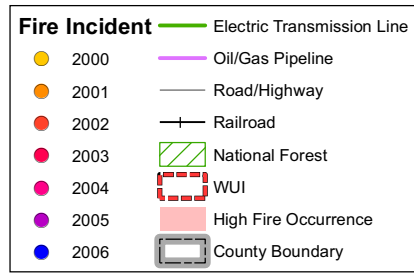 Fire Incident Electric Transmission Line
2000 Oil/Gas Pipeline
2001 Road/Highway
2002 Railroad
2003 National Forest
2004 WUI
2005 High Fire Occurrence
2006 County Boundary